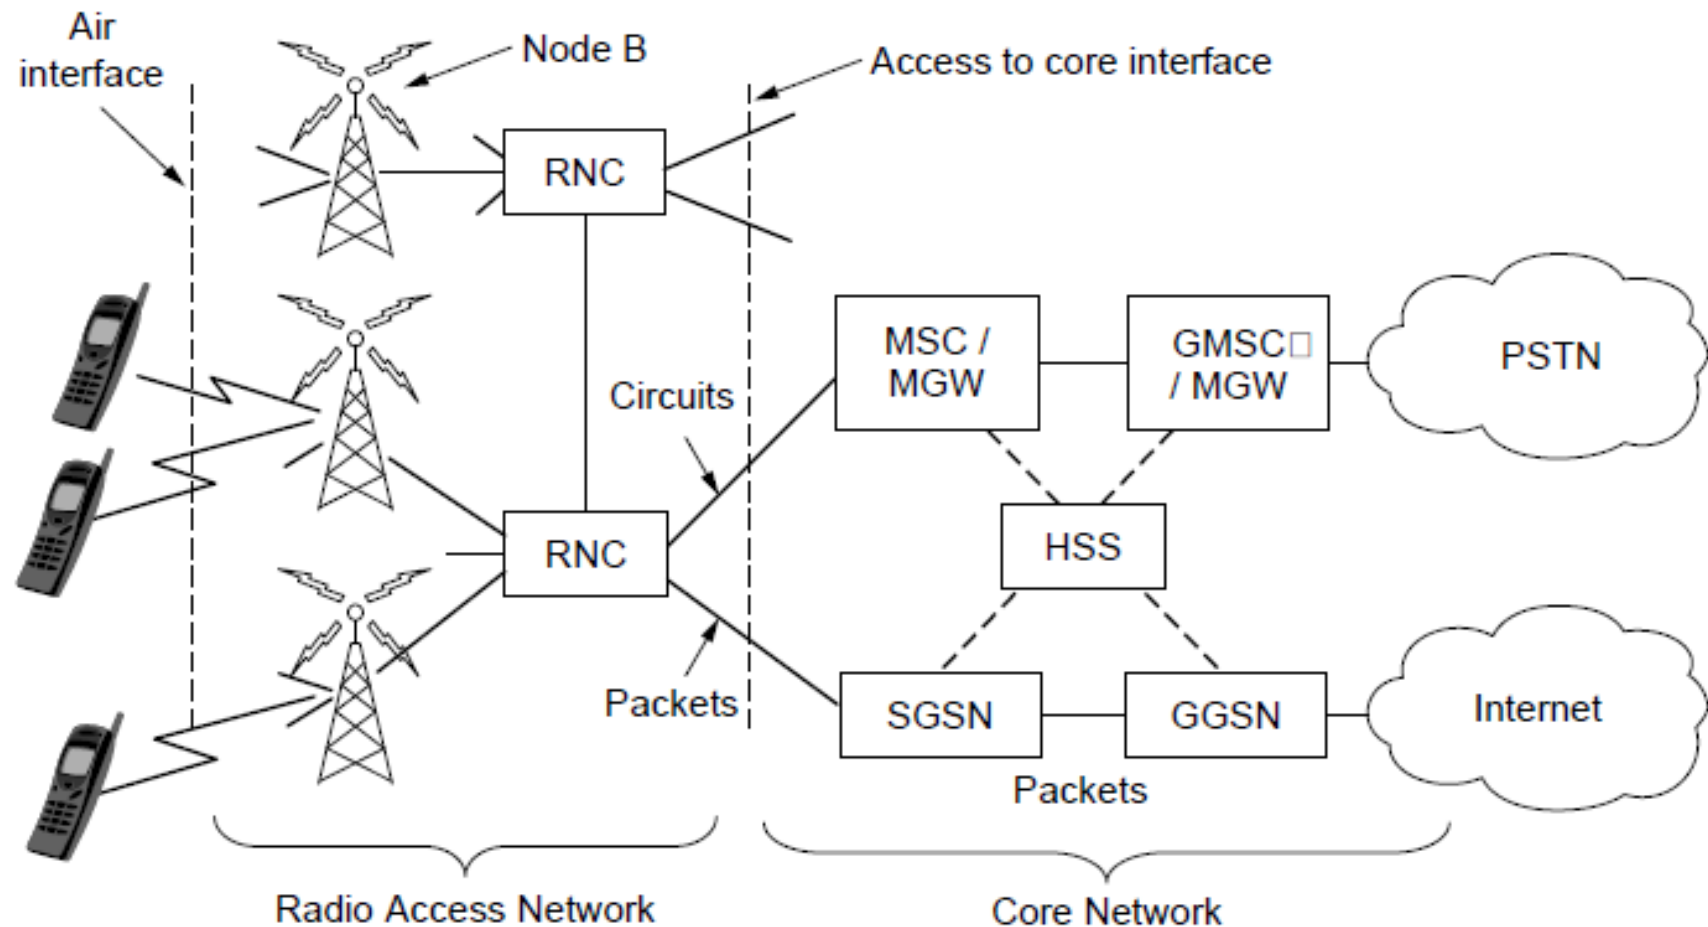 Air
interface
Node B
Access to core interface
RNC
MSC /
MGW
GMSC□
/ MGW
PSTN
Circuits
RNC
HSS
Packets
SGSN
GGSN
Internet
Packets
Radio Access Network
Core Network